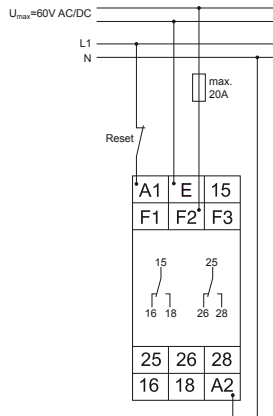 Umax=60V AC/DC
L1
N
max.
20A
Reset
A1 E 15
F1 F2 F3
15 25
16 18 26 28
25 26 28
16 18 A2